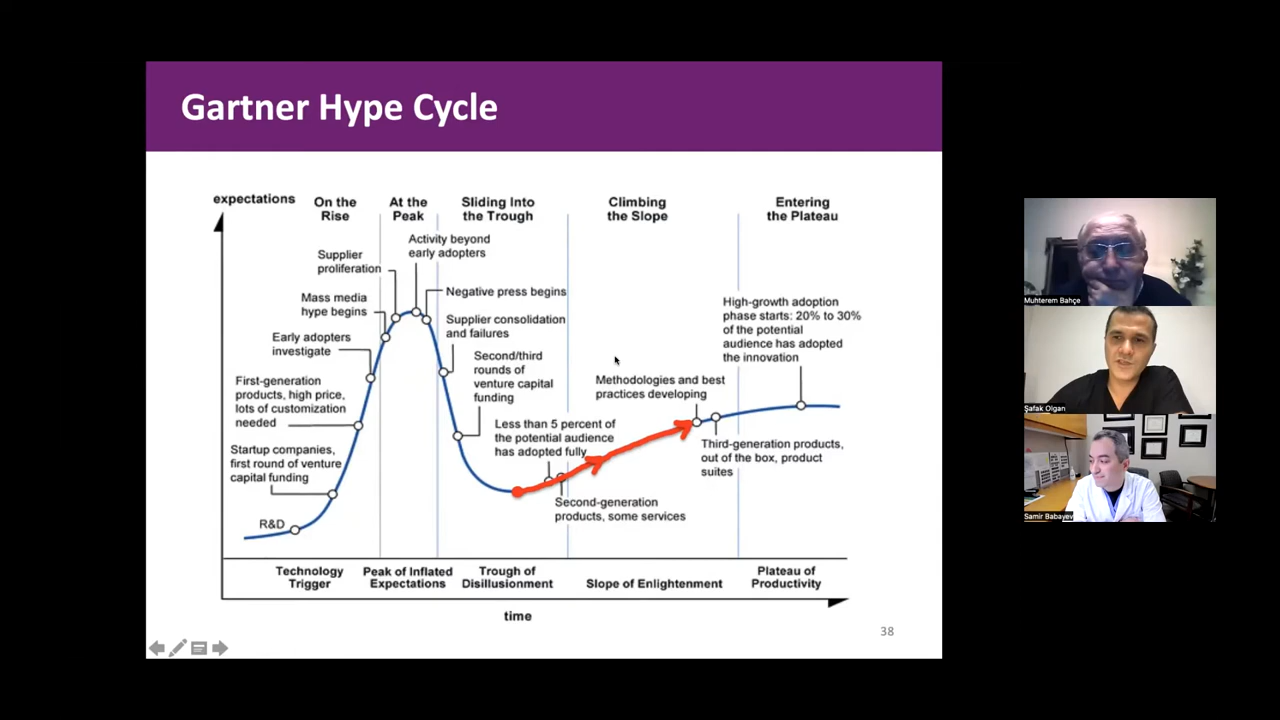 Gartner Hype Cycle
expectations
On the
Rise
At the
Peak
Sliding Into
the Trough
Climbing
the Slope
Entering
the Plateau
Activity beyond
early adopters
Supplier
proliferation
Negative press begins
Mass media
hype begins
Supplier consolidation
and failures
Early adopters
investigate
Second/third
rounds of
venture capital
funding
First-generation
products, high price,
lots of customization
needed
Less than 5 percent of
the potential audience
has adopted fully
Startup companies,
first round of venture
capital funding
R&D
Second-generation
products, some services
Methodologies and best
practices developing
Third-generation products,
out of the box, product
suites
High-growth adoption
phase starts: 20% to 30%
of the potential
audience has adopted
the innovation
Technology
Trigger
Peak of Inflated
Expectations
Trough of
Disillusionment
Slope of Enlightenment
Plateau of
Productivity
time
38
Muhterem Bahçe
Şafak Olgan
Samir Babayev